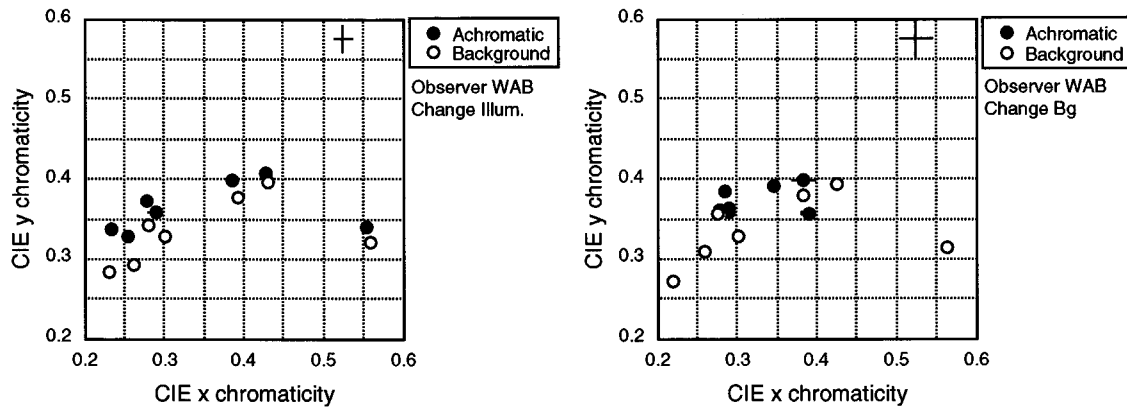 0.6
0.5
0.4
0.3
0.2
CIE y chromaticity
0.2 0.3 0.4 0.5 0.6
CIE x chromaticity
Achromatic
Background
Observer WAB
Change Illum.
0.6
0.5
0.4
0.3
0.2
CIE y chromaticity
0.2 0.3 0.4 0.5 0.6
CIE x chromaticity
Achromatic
Background
Observer WAB
Change Bg